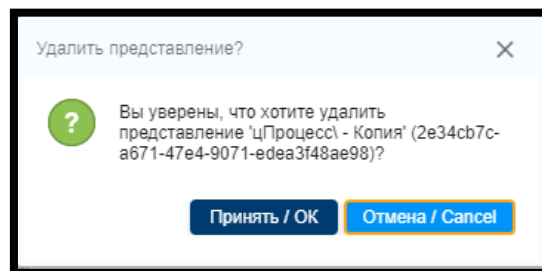 Удалить представление?
Вы уверены, что хотите удалить
представление 'цПроцесс\ - Копия' (2e34cb7c-
a671-47e4-9071-edea3f48ae98)?
Принять / OK
Отмена / Cancel